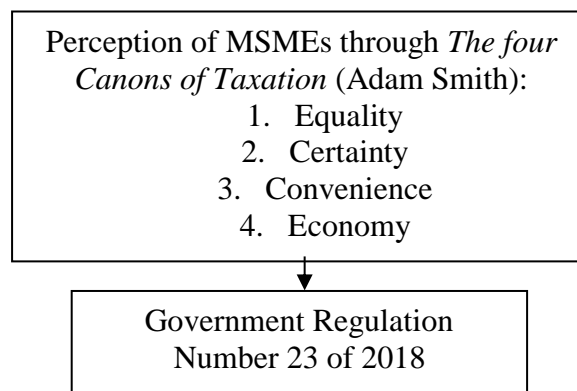 Perception of MSMEs through The four
Canons of Taxation (Adam Smith):
1. Equality
2. Certainty
3. Convenience
4. Economy
Government Regulation
Number 23 of 2018